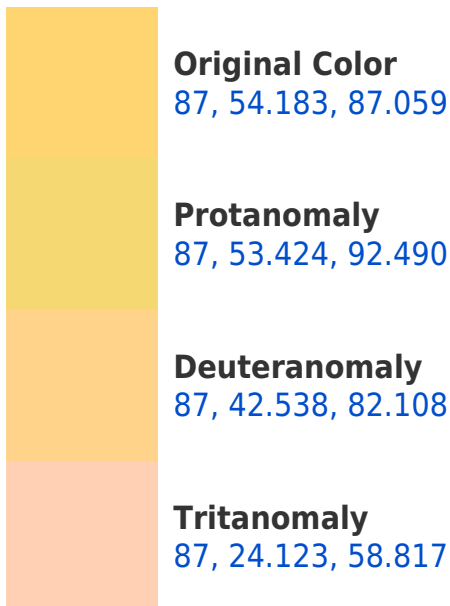 Original Color
87, 54.183, 87.059
Protanomaly
87, 53.424, 92.490
Deuteranomaly
87, 42.538, 82.108
Tritanomaly
87, 24.123, 58.817